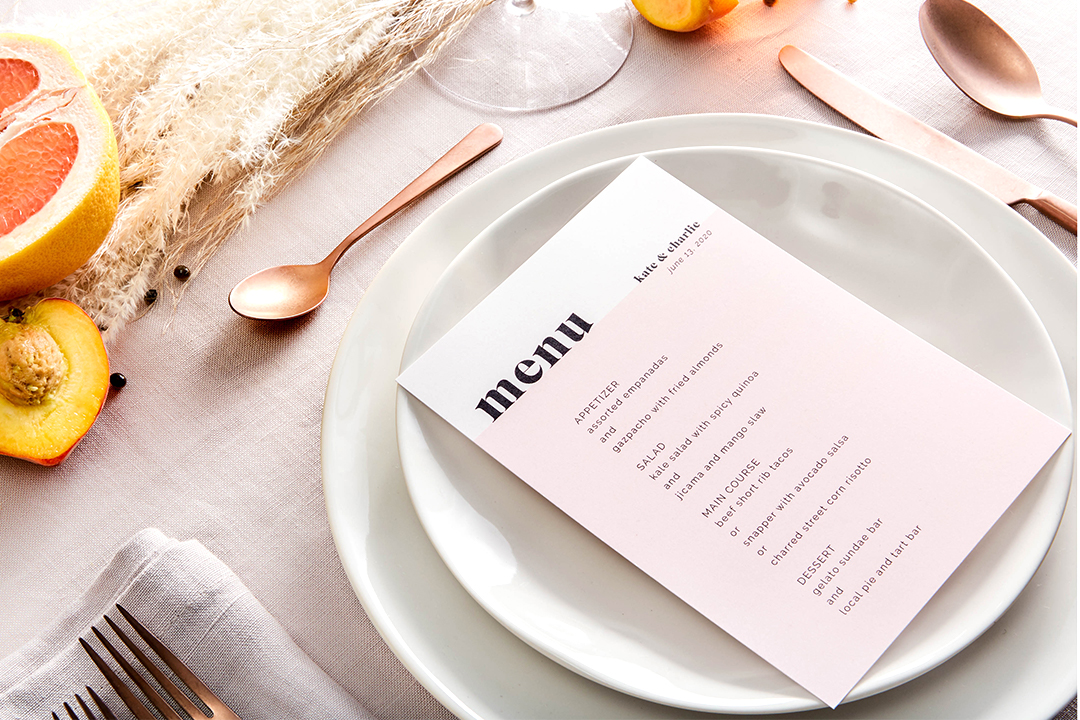 kate & charlie
june 13, 2020
menu
APPETIZER
assorted empanadas
and
gazpacho with fried almonds
SALAD
kale salad with spicy quinoa
and
jicama and mango slaw
MAIN COURSE
beef short rib tacos
or
snapper with avocado salsa
or
charred street corn risotto
DESSERT
gelato sundae bar
and
local pie and tart bar